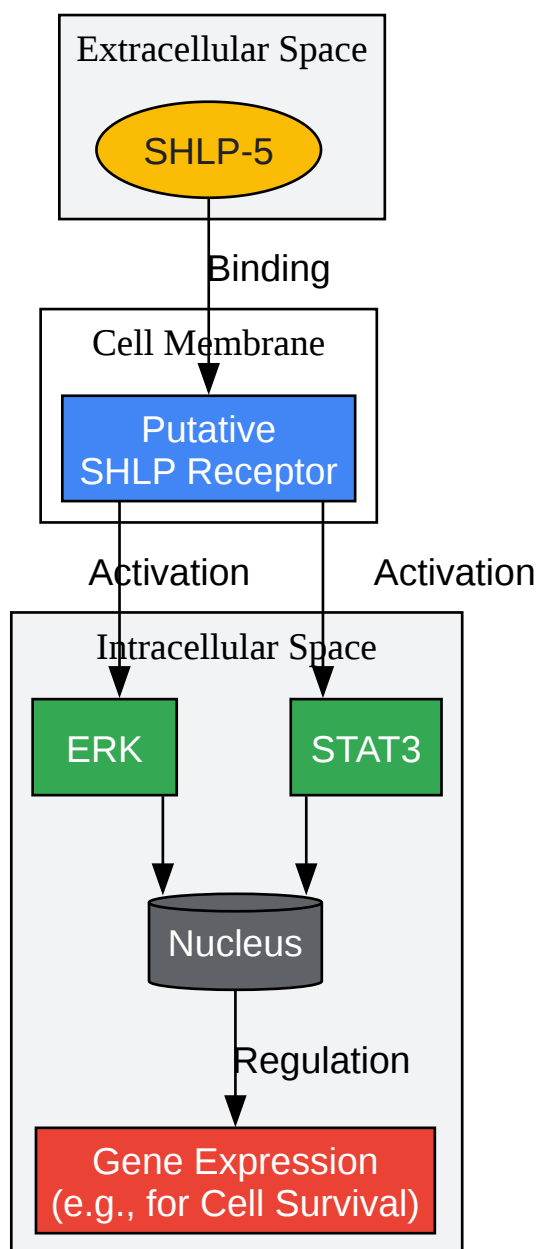 Extracellular Space
SHLP-5
Binding
Cell Membrane
Putative
SHLP Receptor
Activation
Activation
Intracellular Space
ERK
STAT3
Nucleus
Regulation
Gene Expression
(e.g., for Cell Survival)